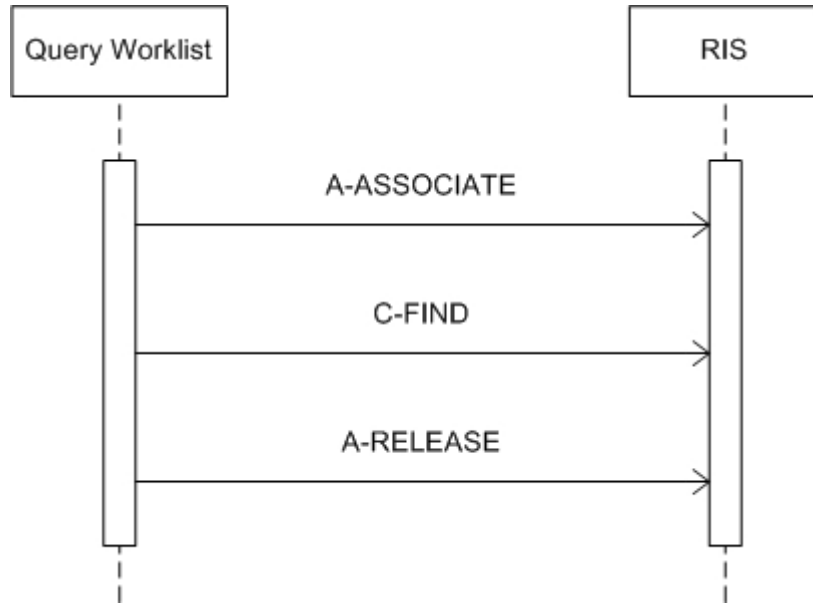 Query Worklist
RIS
A-ASSOCIATE
C-FIND
A-RELEASE